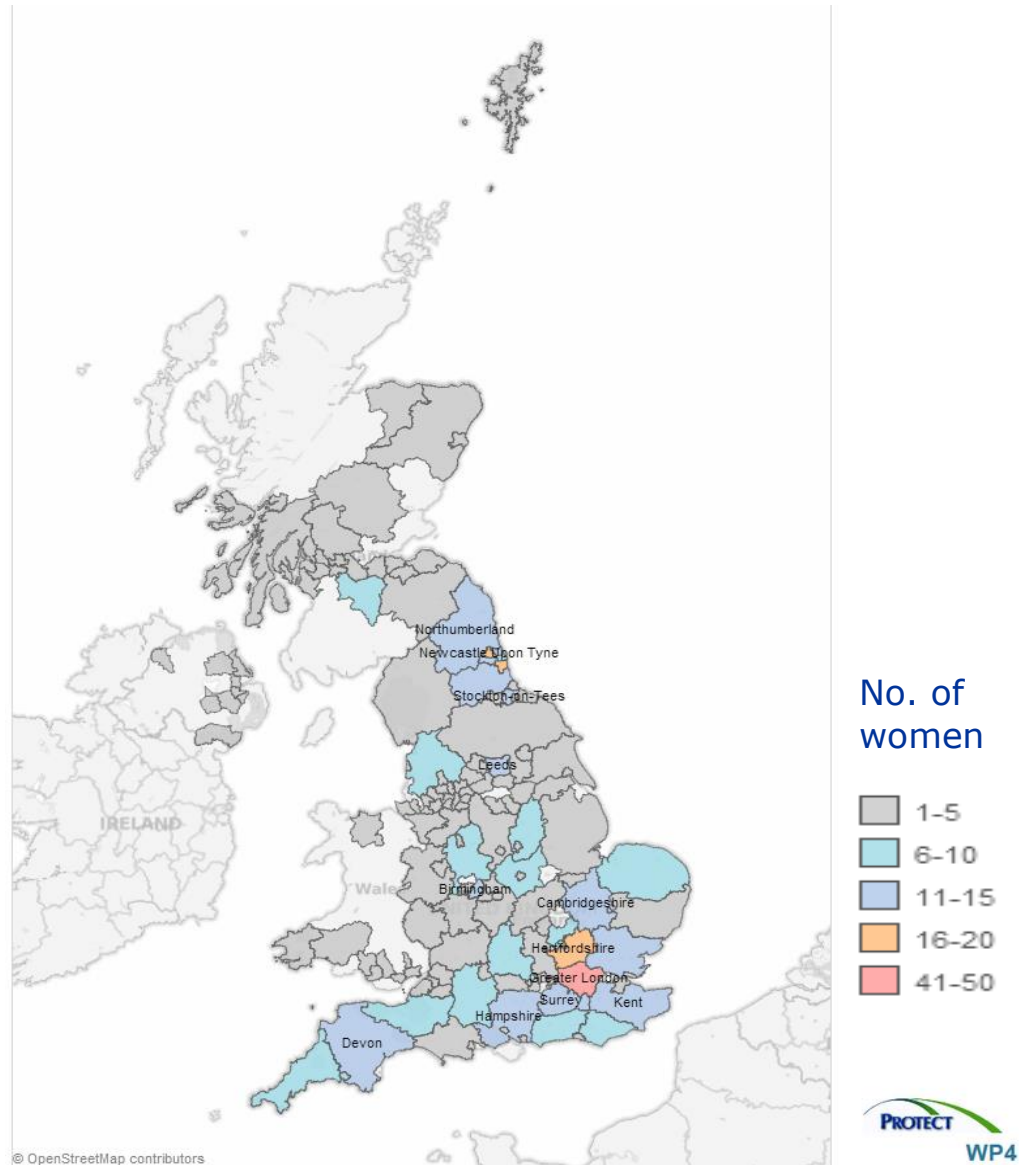 Northumberland
Newcastle Upon Tyne
Stockton-on-Tees
Leeds
IRELAND
Wales
Birmingham
Cambridgeshire
Hertfordshire
Greater London
Surrey
Kent
Hampshire
Devon
© OpenStreetMap contributors
No. of
women
1-5
6-10
11-15
16-20
41-50
PROTECT
WP4